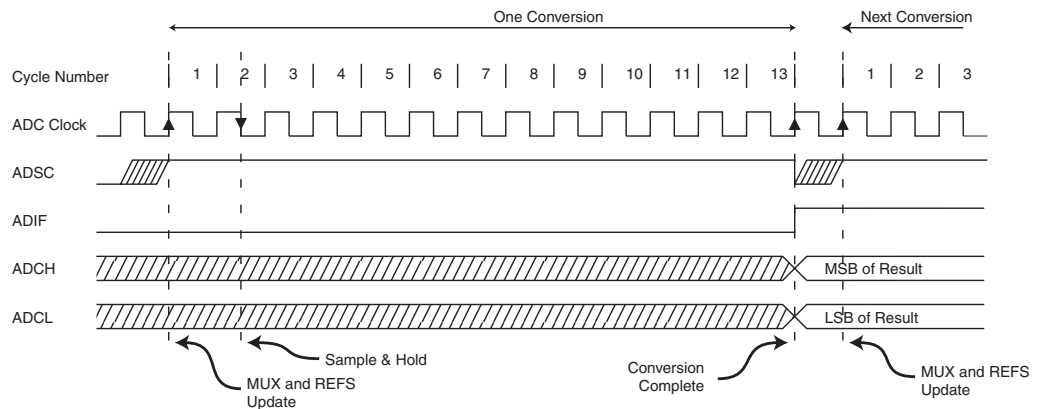 One Conversion
Next Conversion
Cycle Number
1 2 3 4 5 6 7 8 9 10 11 12 13 1 2 3
ADC Clock
ADSC
ADIF
ADCH
MSB of Result
ADCL
LSB of Result
Sample & Hold
MUX and REFS
Update
Conversion
Complete
MUX and REFS
Update